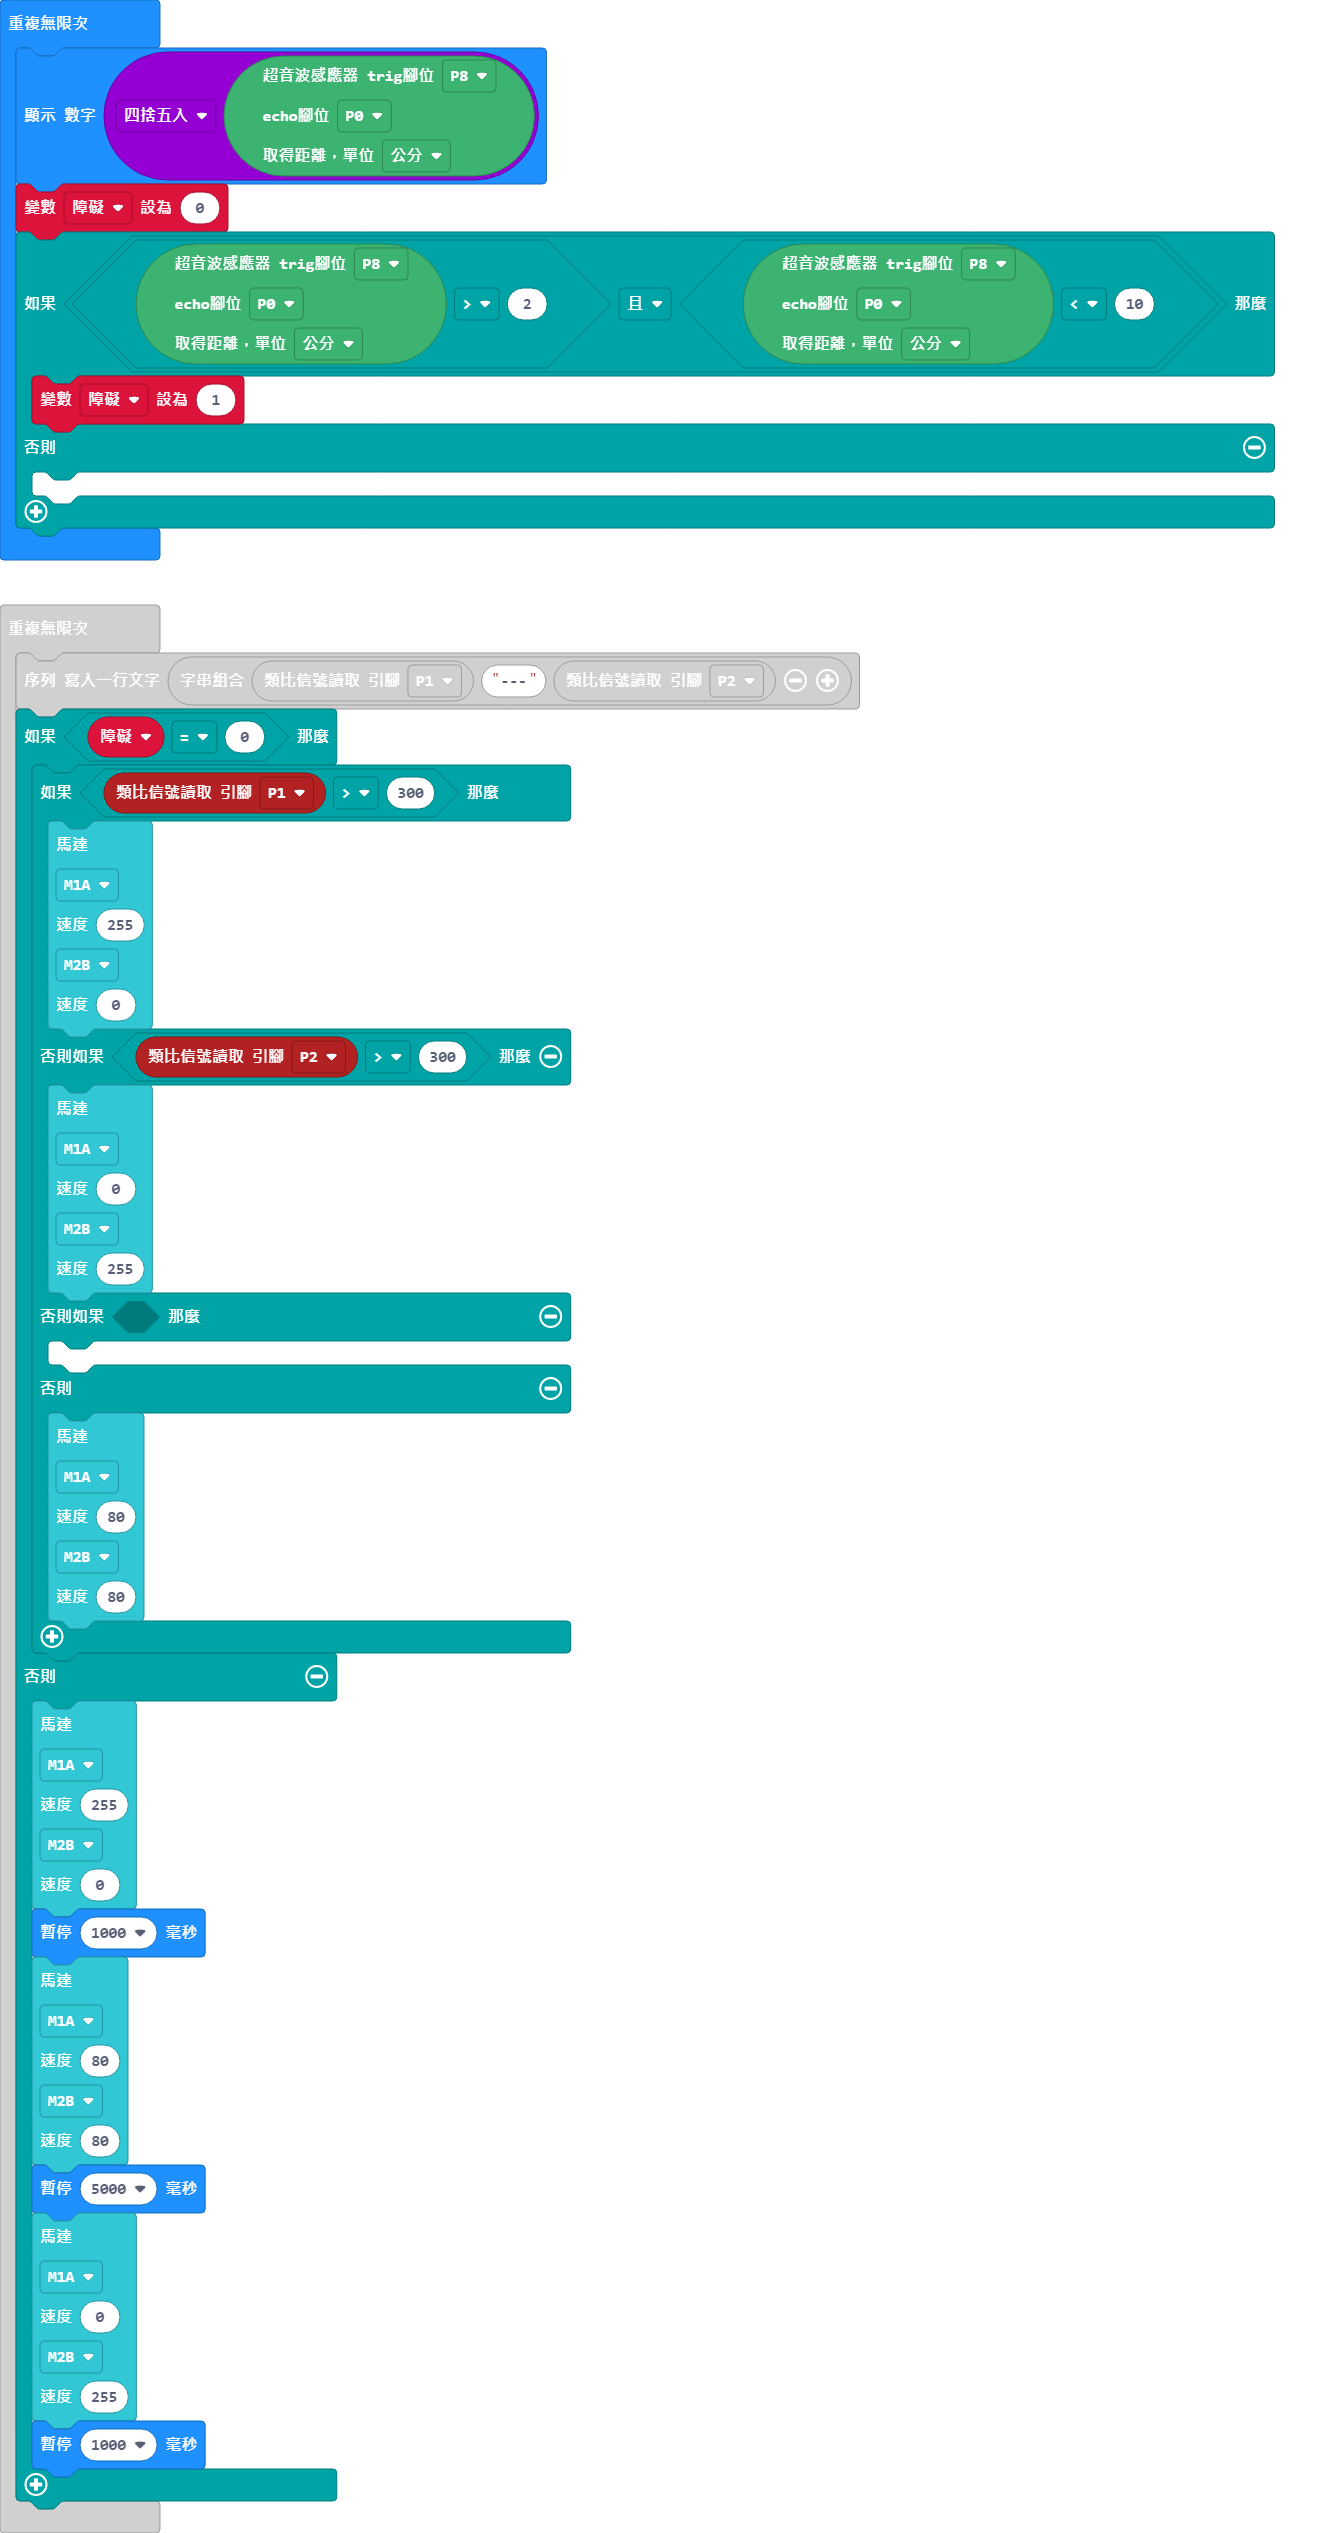 重複無限次
顯示 數字 四捨五入 超音波感應器 trig腳位 P8
echo腳位 P0
取得距離，單位 公分
變數 障礙 設為 0
如果 超音波感應器 trig腳位 P8 echo腳位 P0 取得距離，單位 公分 > 2 且 超音波感應器 trig腳位 P8 echo腳位 P0 取得距離，單位 公分 < 10 那麼
變數 障礙 設為 1
否則
重複無限次
序列 寫入一行文字 字串組合 類比信號讀取 引腳 P1 "---" 類比信號讀取 引腳 P2
如果 障礙 = 0 那麼
如果 類比信號讀取 引腳 P1 > 300 那麼
馬達
M1A
速度 255
M2B
速度 0
否則如果 類比信號讀取 引腳 P2 > 300 那麼
馬達
M1A
速度 0
M2B
速度 255
否則如果 那麼
否則
馬達
M1A
速度 80
M2B
速度 80
否則
馬達
M1A
速度 255
M2B
速度 0
暫停 1000 毫秒
馬達
M1A
速度 80
M2B
速度 80
暫停 5000 毫秒
馬達
M1A
速度 0
M2B
速度 255
暫停 1000 毫秒